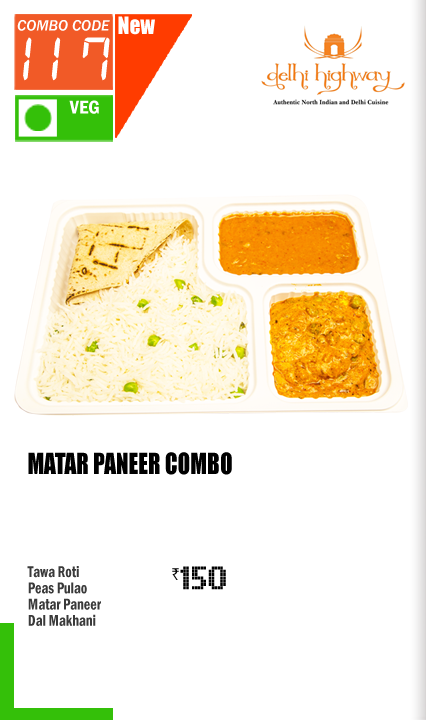 COMBO CODE
117
New
VEG
delhi highway
Authentic North Indian and Delhi Cuisine
MATAR PANEER COMBO
Tawa Roti
Peas Pulao
Matar Paneer
Dal Makhani
₹150